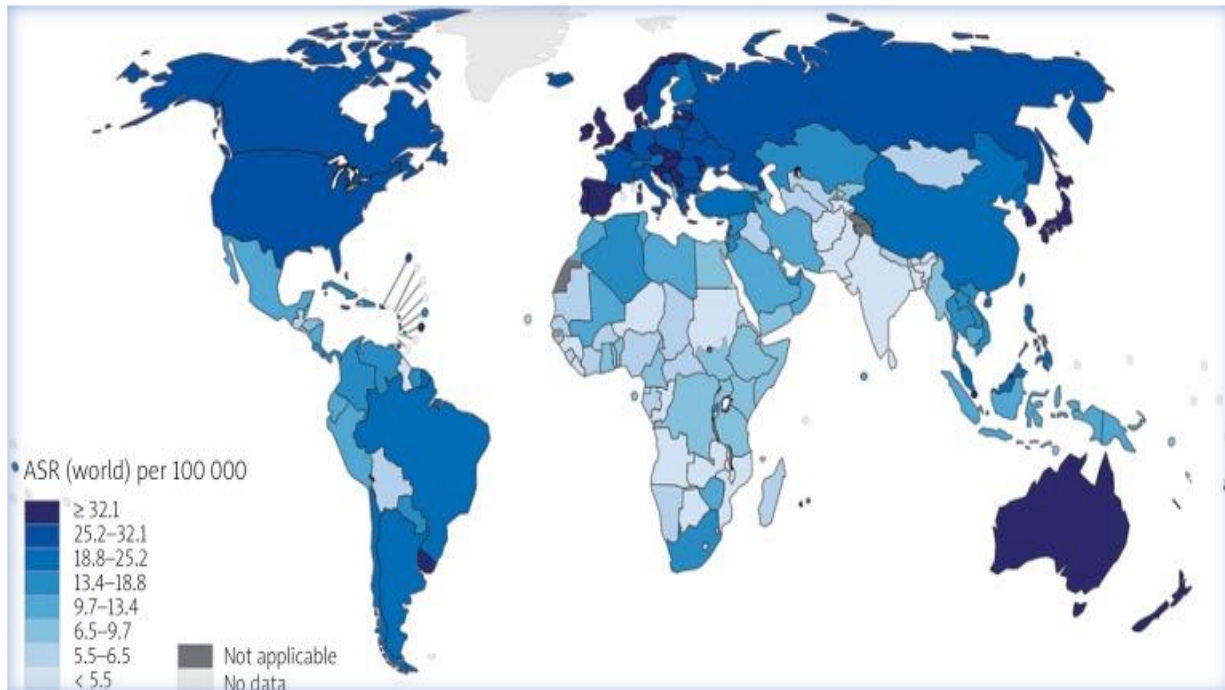 ASR (world) per 100 000
≥ 32.1
25.2–32.1
18.8–25.2
13.4–18.8
9.7–13.4
6.5–9.7
5.5–6.5
< 5.5
Not applicable
No data